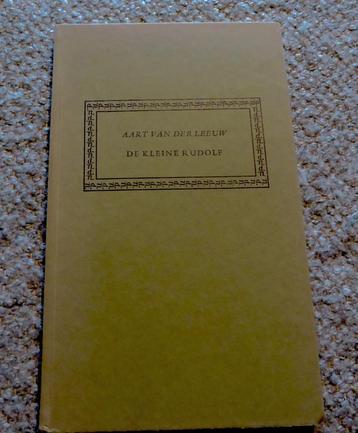 AART VAN DER LEEUW
DE KLEINE RUDOLF